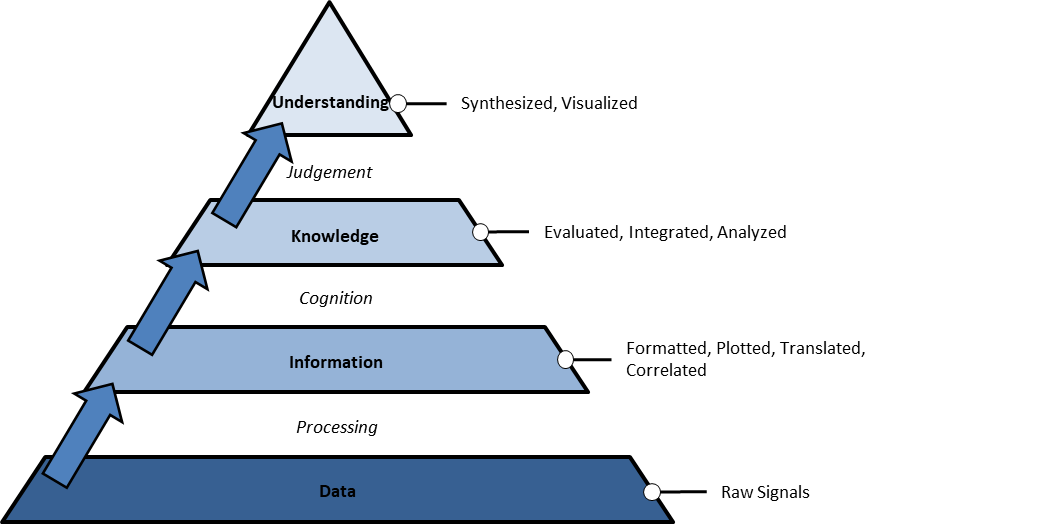 Understanding
Synthesized, Visualized
Judgement
Knowledge
Evaluated, Integrated, Analyzed
Cognition
Information
Formatted, Plotted, Translated,
Correlated
Processing
Data
Raw Signals